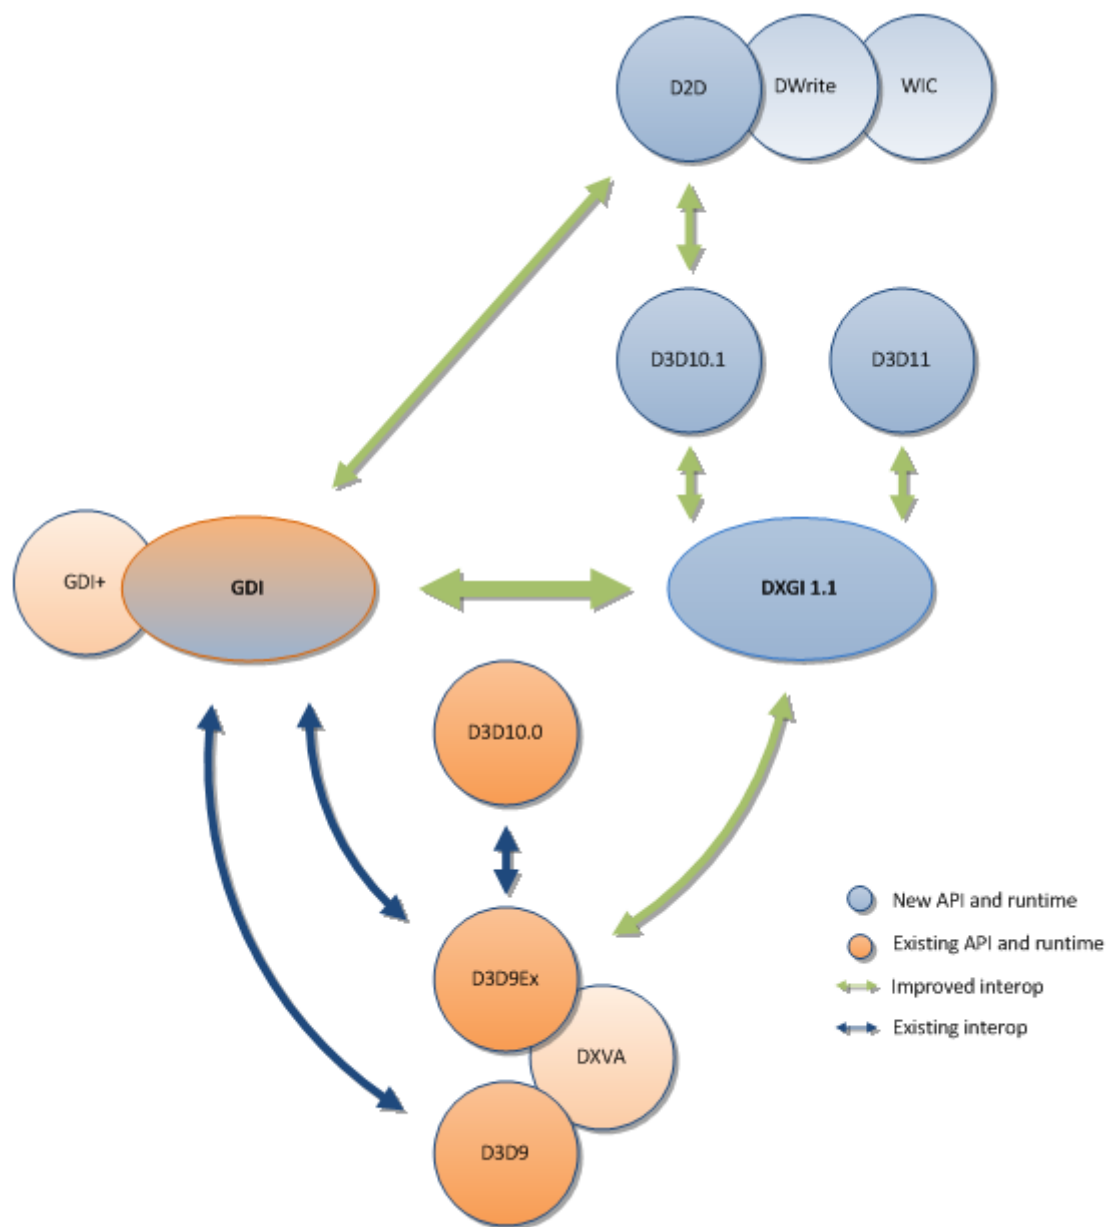 D2D
DWrite
WIC
D3D10.1
D3D11
GDI+
GDI
DXGI 1.1
D3D10.0
New API and runtime
Existing API and runtime
Improved interop
Existing interop
D3D9Ex
DXVA
D3D9